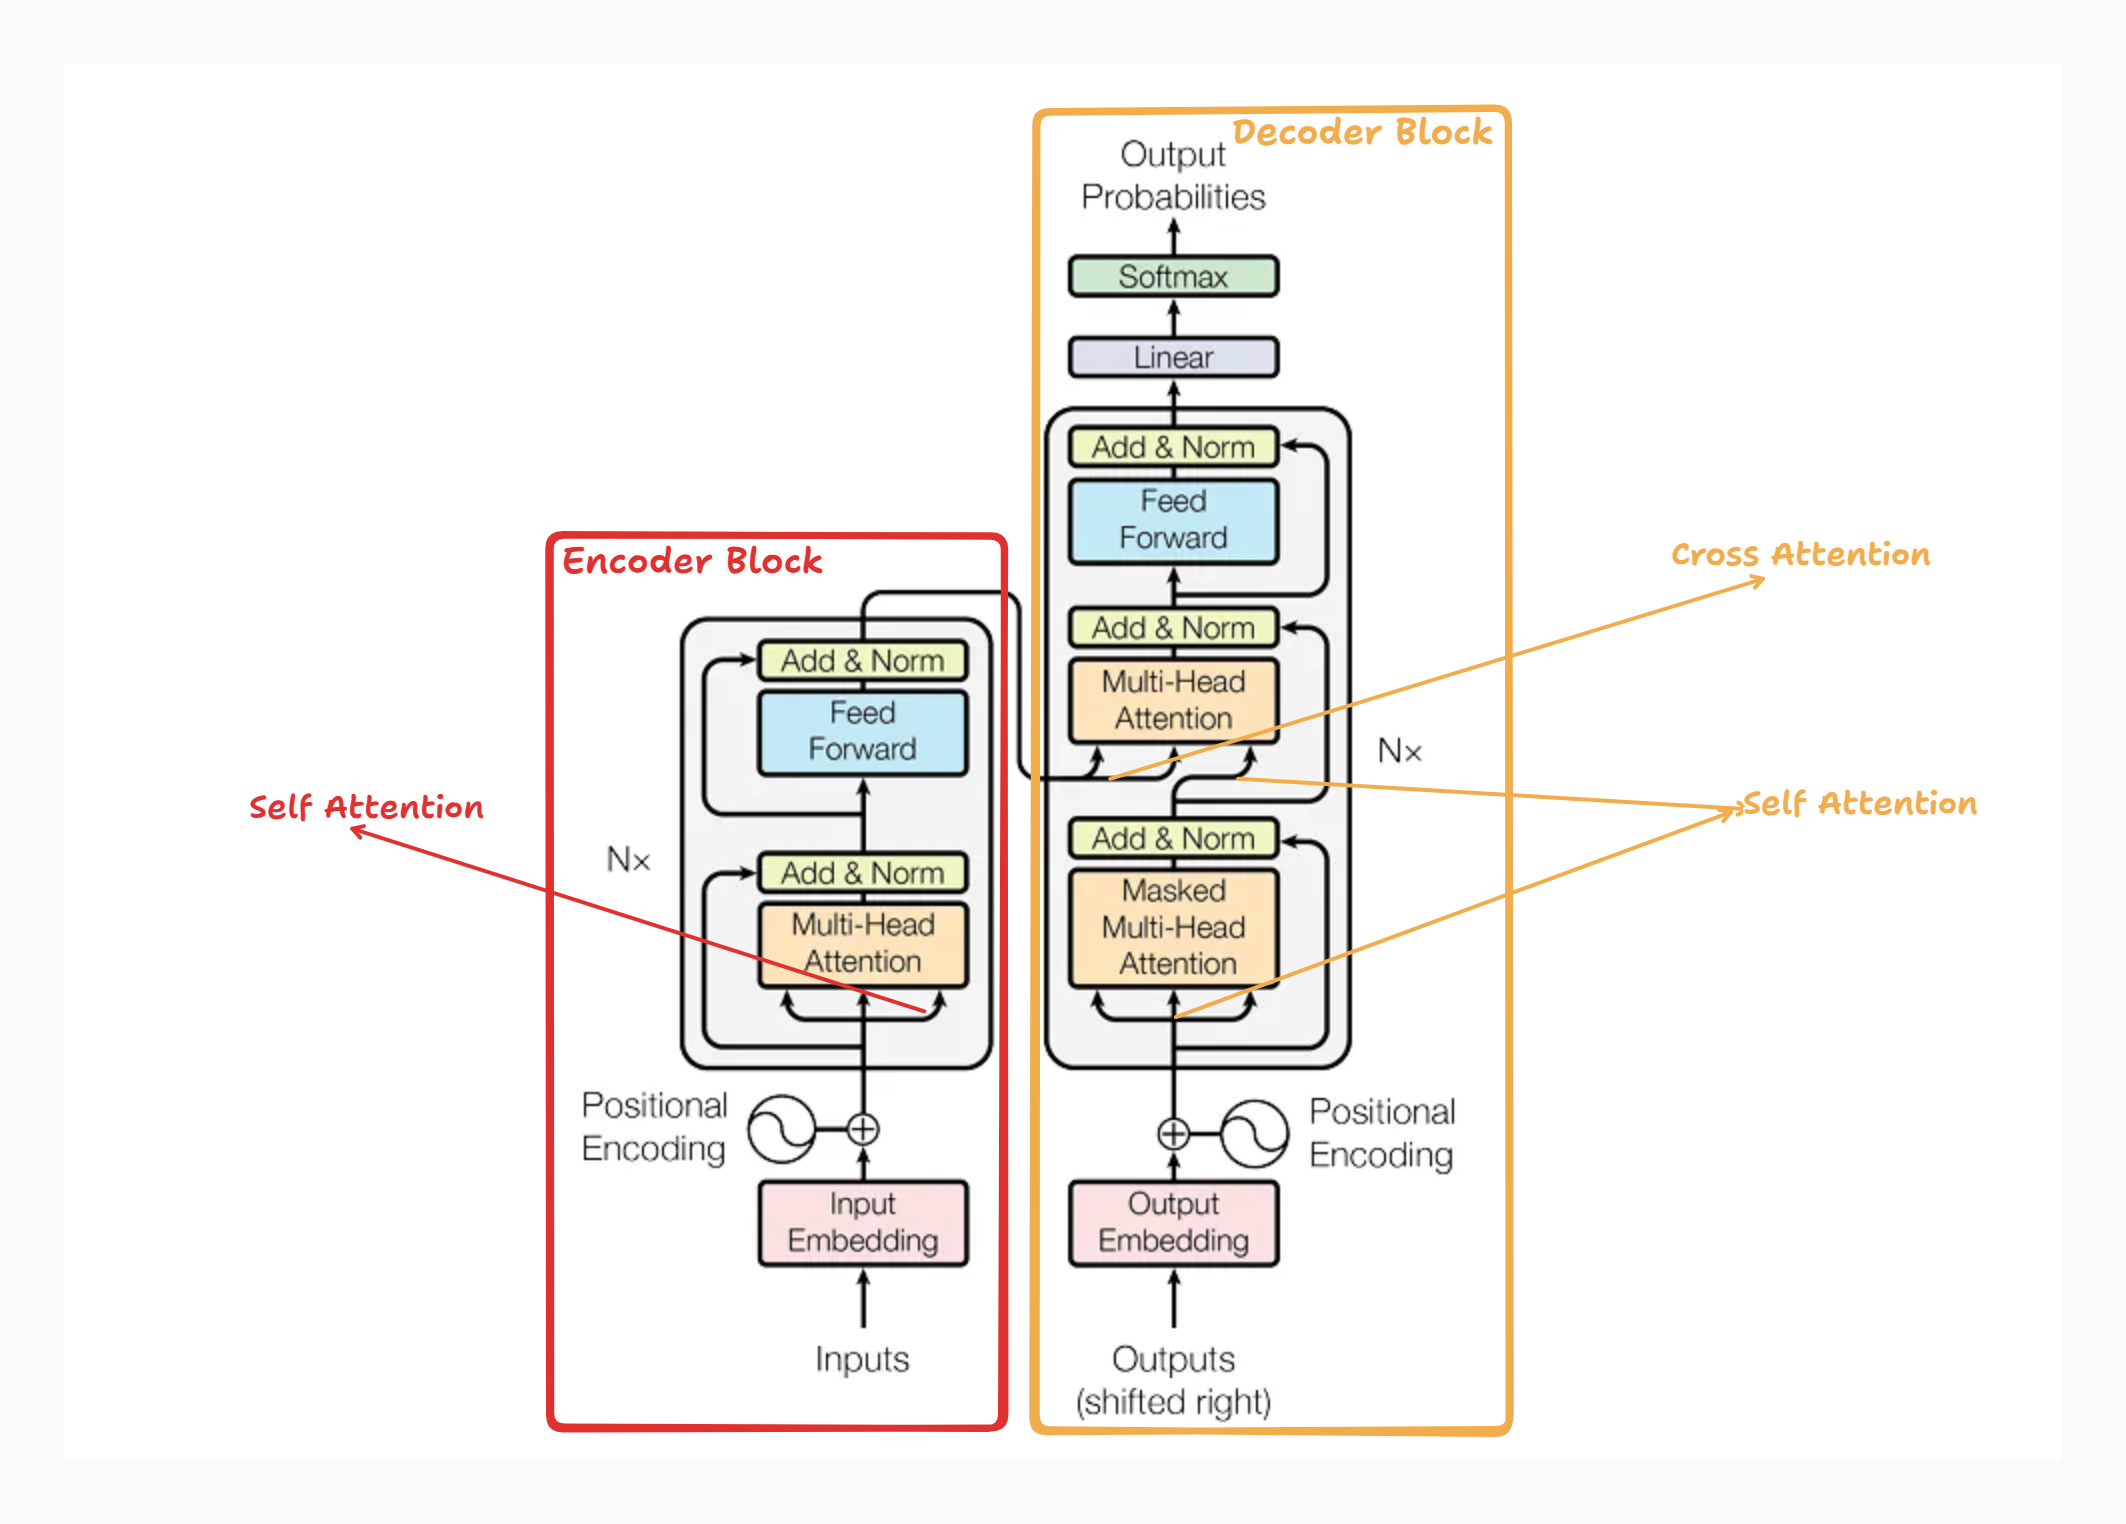 Decoder Block
Output
Probabilities
Softmax
Linear
Add & Norm
Feed
Forward
Add & Norm
Multi-Head
Attention
Nx
Add & Norm
Masked
Multi-Head
Attention
Positional
Encoding
Output
Embedding
Outputs
(shifted right)
Cross Attention
Self Attention
Encoder Block
Add & Norm
Feed
Forward
Nx
Add & Norm
Multi-Head
Attention
Self Attention
Positional
Encoding
Input
Embedding
Inputs